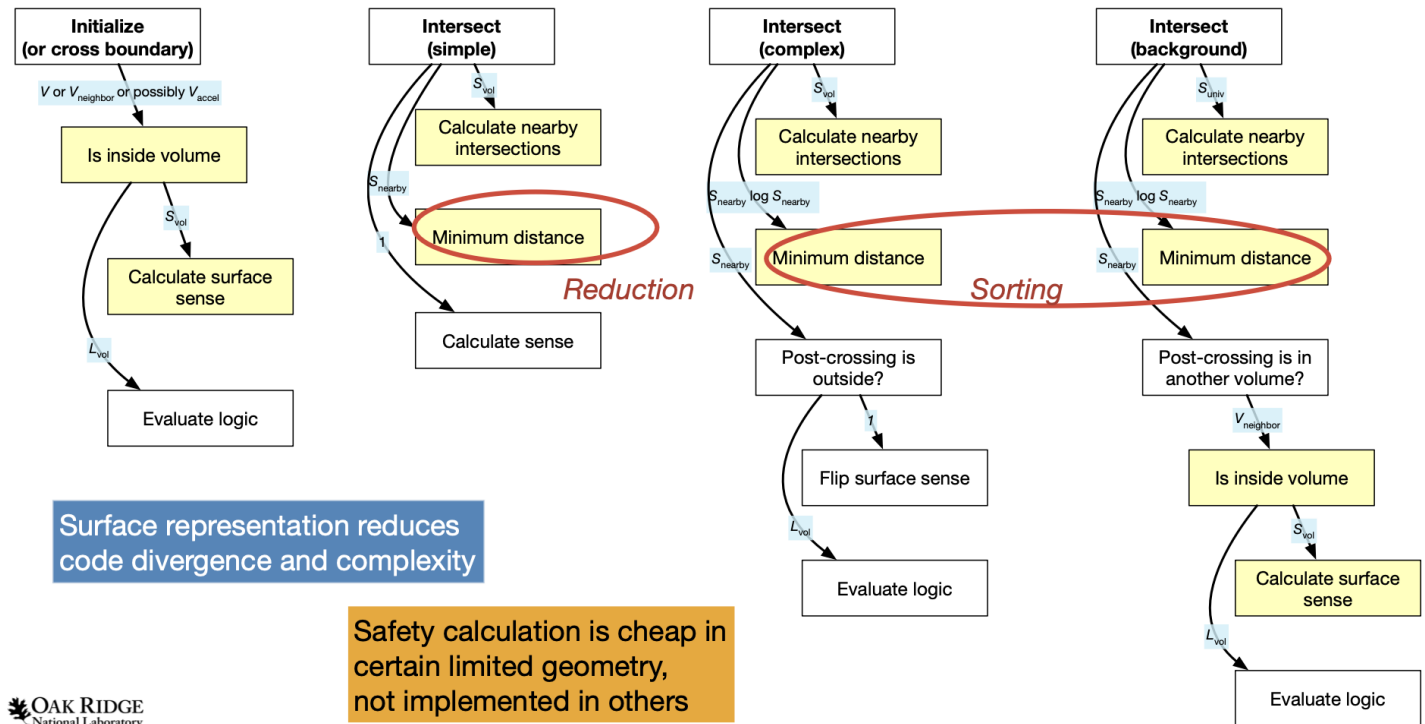 Initialize
(or cross boundary)
V or Vneighbor or possibly Vaccel
Is inside volume
Svol
Calculate surface
sense
Lvol
Evaluate logic
Intersect
(simple)
Svol
Calculate nearby
intersections
Snearby
Minimum distance
1
Calculate sense
Reduction
Intersect
(complex)
Svol
Calculate nearby
intersections
Snearby log Snearby
Minimum distance
Snearby
Post-crossing is
outside?
1
Flip surface sense
Lvol
Evaluate logic
Sorting
Intersect
(background)
Suniv
Calculate nearby
intersections
Snearby log Snearby
Minimum distance
Snearby
Post-crossing is in
another volume?
Vneighbor
Is inside volume
Svol
Calculate surface
sense
Lvol
Evaluate logic
Surface representation reduces
code divergence and complexity
Safety calculation is cheap in
certain limited geometry,
not implemented in others
OAK RIDGE
National Laboratory